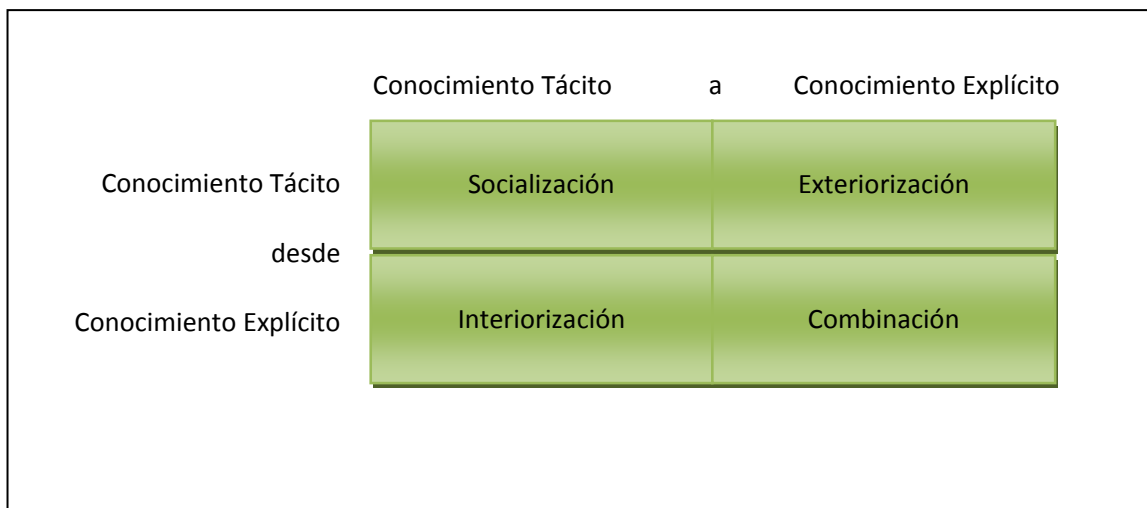 Conocimiento Tácito a Conocimiento Explícito
Conocimiento Tácito Socialización Exteriorización
desde
Conocimiento Explícito Interiorización Combinación